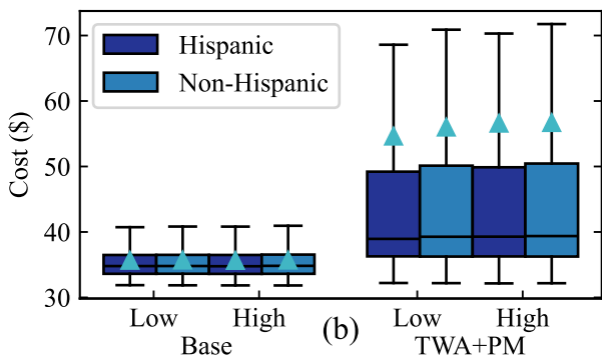 Cost ($)
70
60
50
40
30
Hispanic
Non-Hispanic
Low High Low High
Base (b) TWA+PM